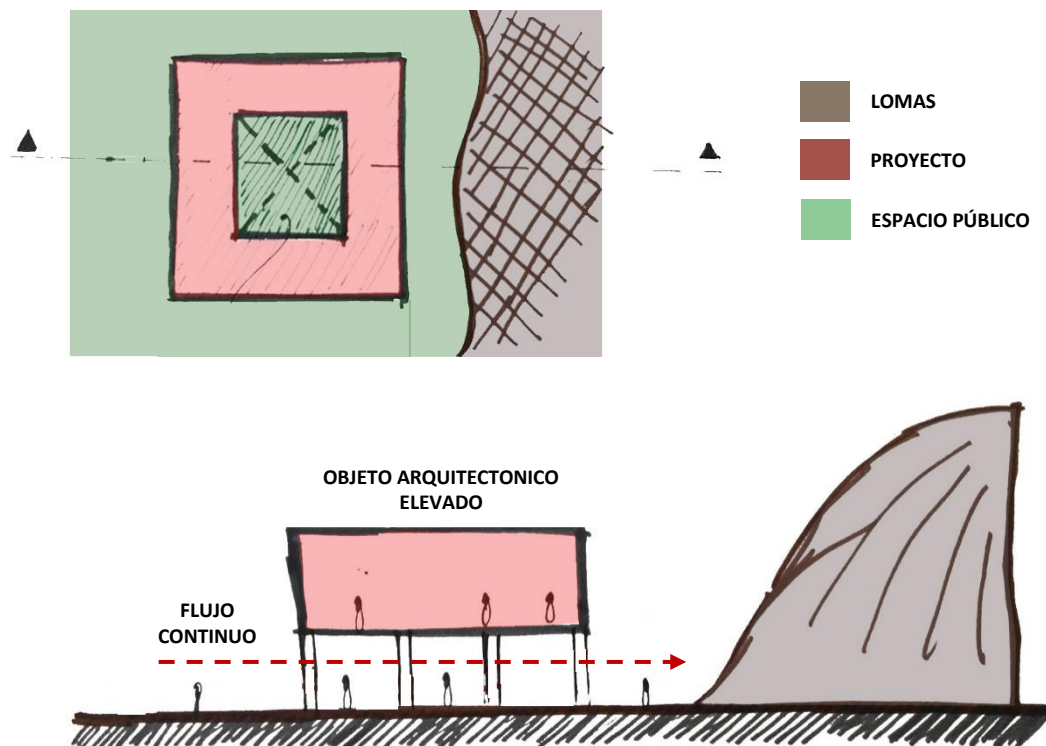 LOMAS
PROYECTO
ESPACIO PÚBLICO
OBJETO ARQUITECTONICO
ELEVADO
FLUJO
CONTINUO